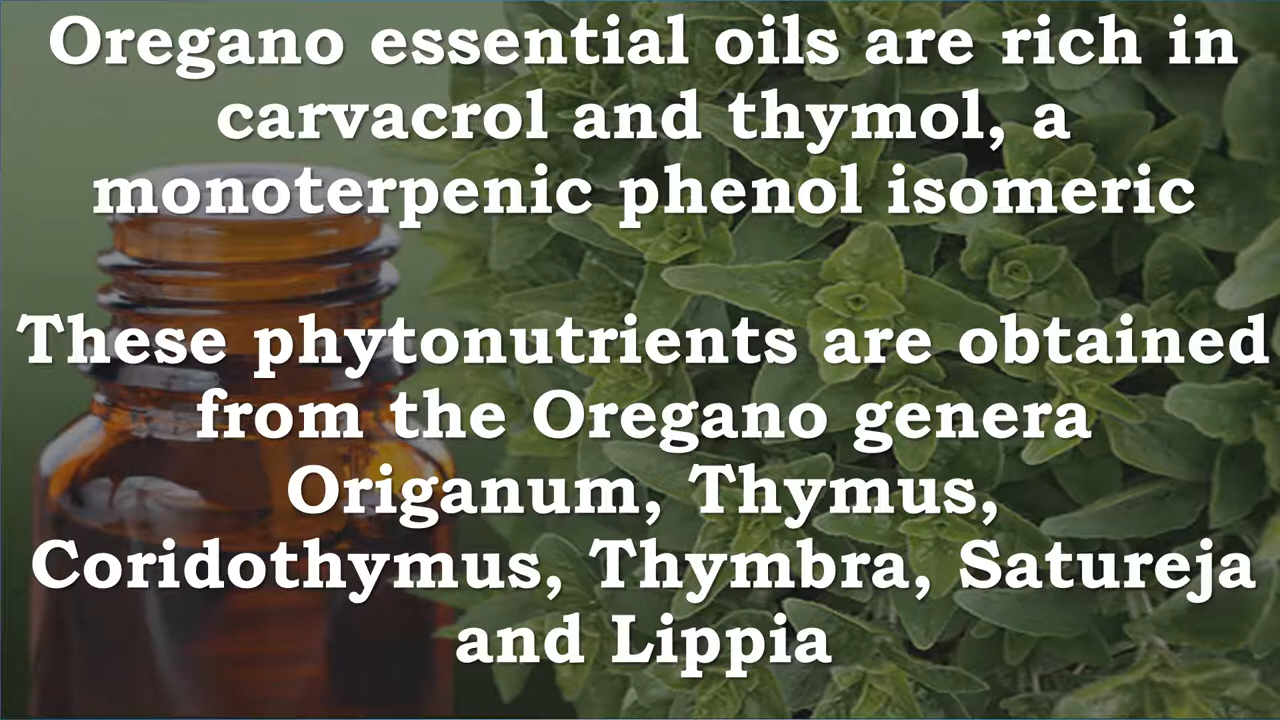 Oregano essential oils are rich in
carvacrol and thymol, a
monoterpenic phenol isomeric
These phytonutrients are obtained
from the Oregano genera
Origanum, Thymus,
Coridothymus, Thymbra, Satureja
and Lippia